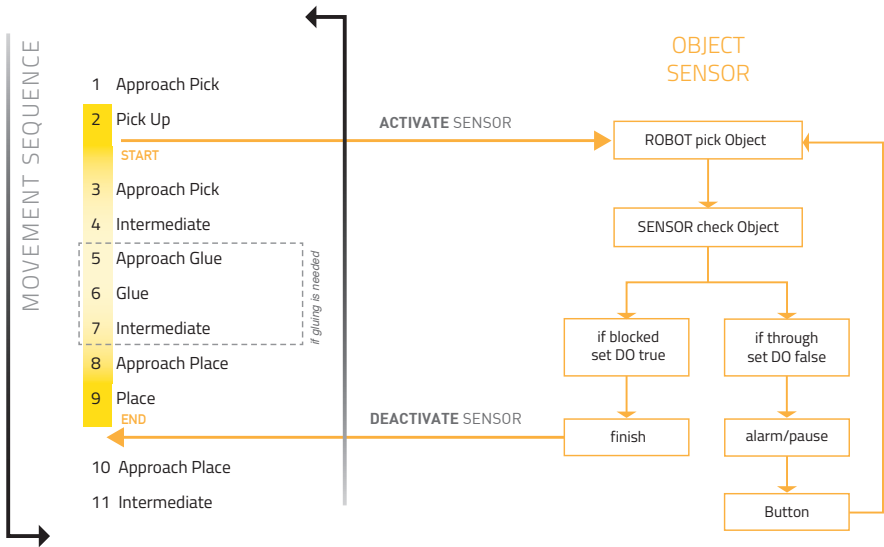 MOVEMENT SEQUENCE
1 Approach Pick
2 Pick Up
START
3 Approach Pick
4 Intermediate
5 Approach Glue
6 Glue
7 Intermediate
if gluing is needed
8 Approach Place
9 Place
END
10 Approach Place
11 Intermediate
ACTIVATE SENSOR
DEACTIVATE SENSOR
OBJECT
SENSOR
ROBOT pick Object
SENSOR check Object
if blocked
set DO true
if through
set DO false
finish
alarm/pause
Button